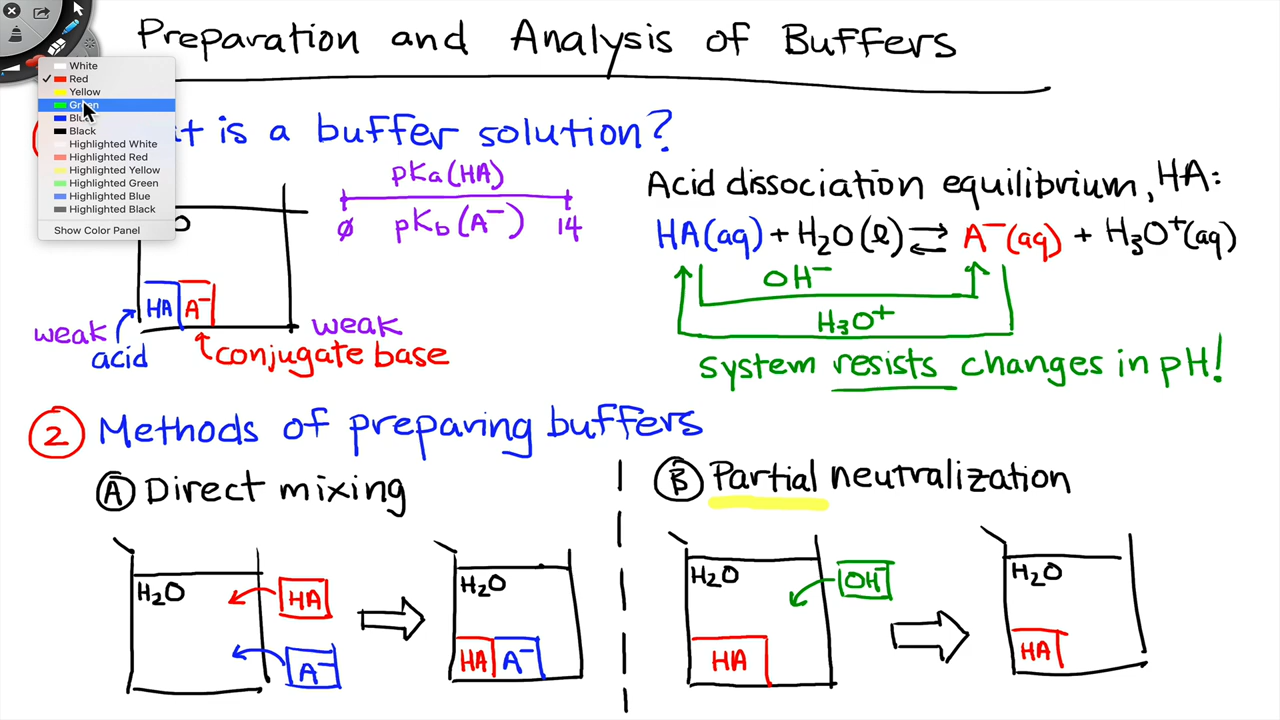 Preparation and Analysis of Buffers
White
Red
Yellow
Green
Blue
Black
Highlighted White
Highlighted Red
Highlighted Yellow
Highlighted Green
Highlighted Blue
Highlighted Black
Show Color Panel
t is a buffer solution?
O
HA A⁻
weak acid
weak conjugate base
pKa(HA)
0 pKb(A⁻) 14
Acid dissociation equilibrium, HA:
HA(aq) + H₂O(l) ⇌ A⁻(aq) + H₃O⁺(aq)
OH⁻
H₃O⁺
system resists changes in pH!
2 Methods of preparing buffers
A Direct mixing
H₂O
HA
A⁻
H₂O
HA A⁻
B Partial neutralization
H₂O
OH⁻
HA
H₂O
HA